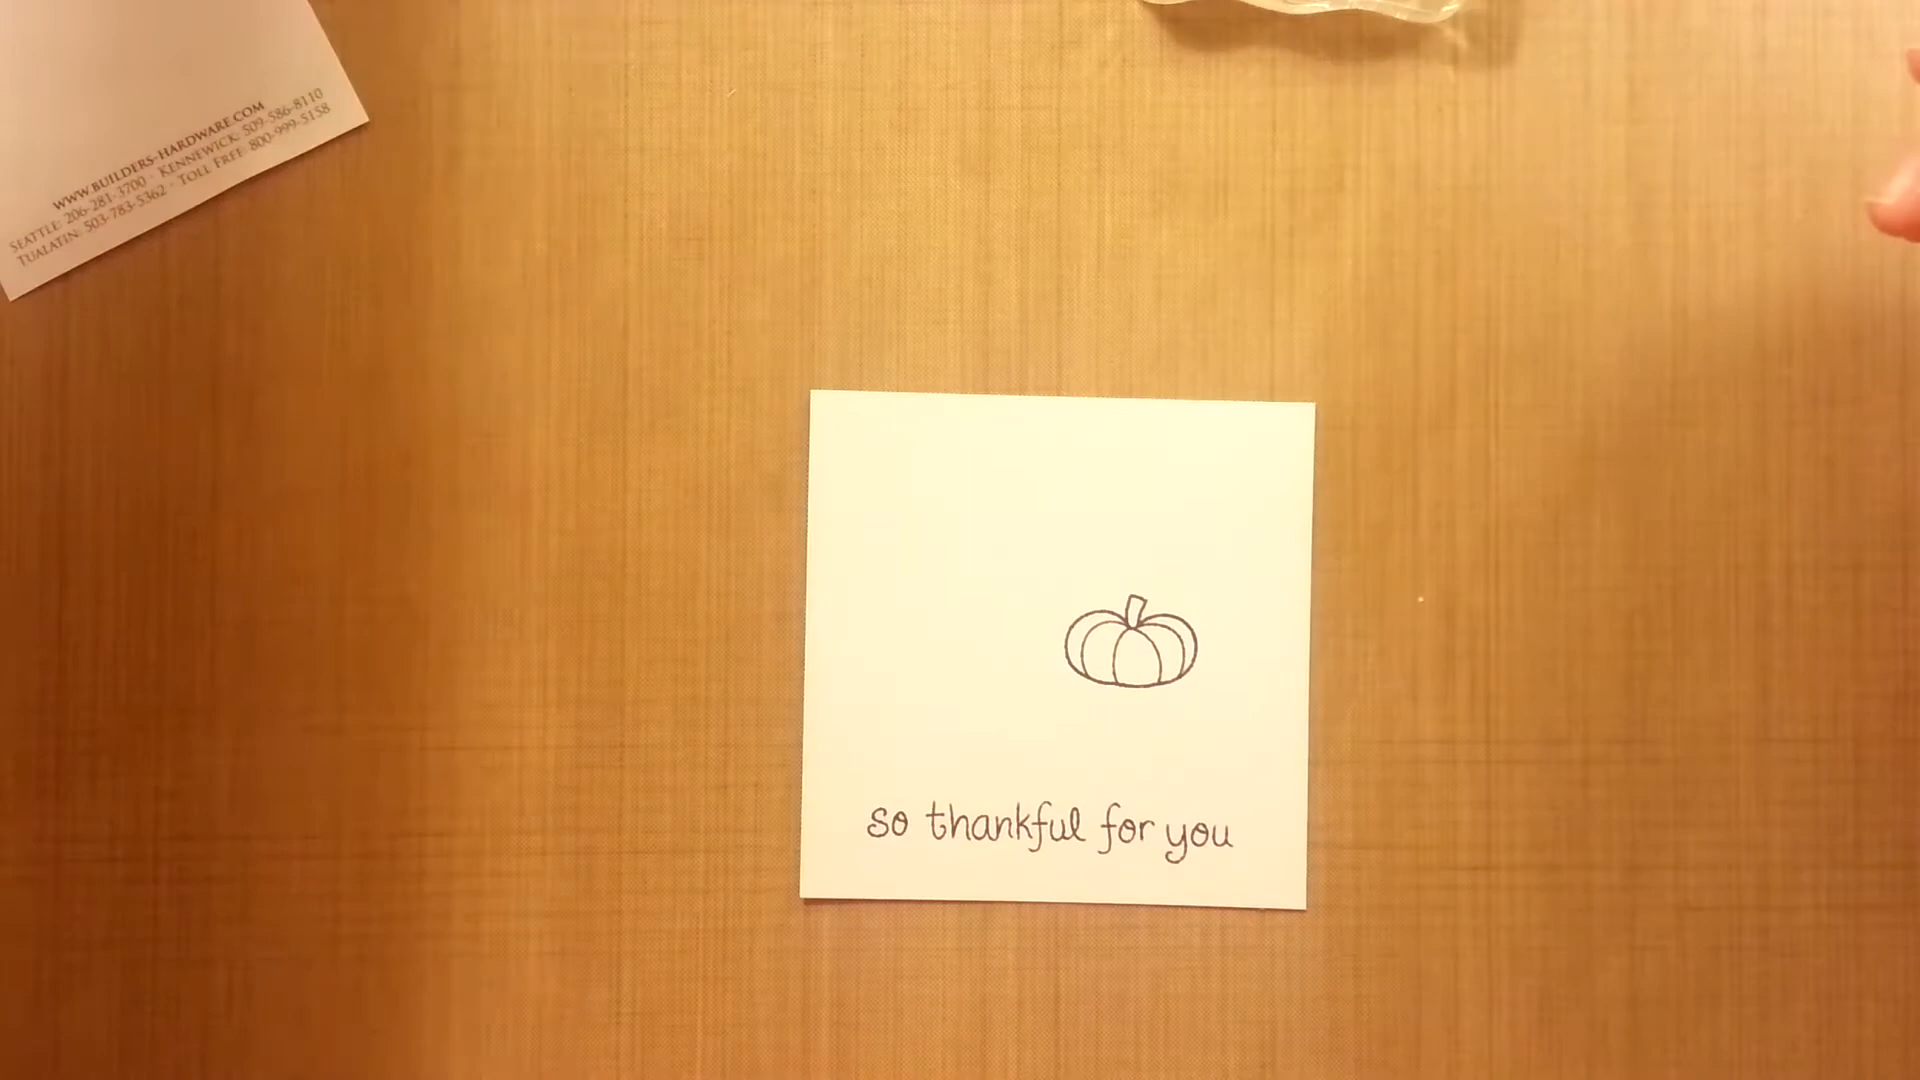 WWW.BUILDERS-HARDWARE.COM
SEATTLE: 206-281-3700 · KENNEWICK: 509-586-8110
TUALATIN: 503-783-5362 · TOLL FREE: 800-999-5158
so thankful for you